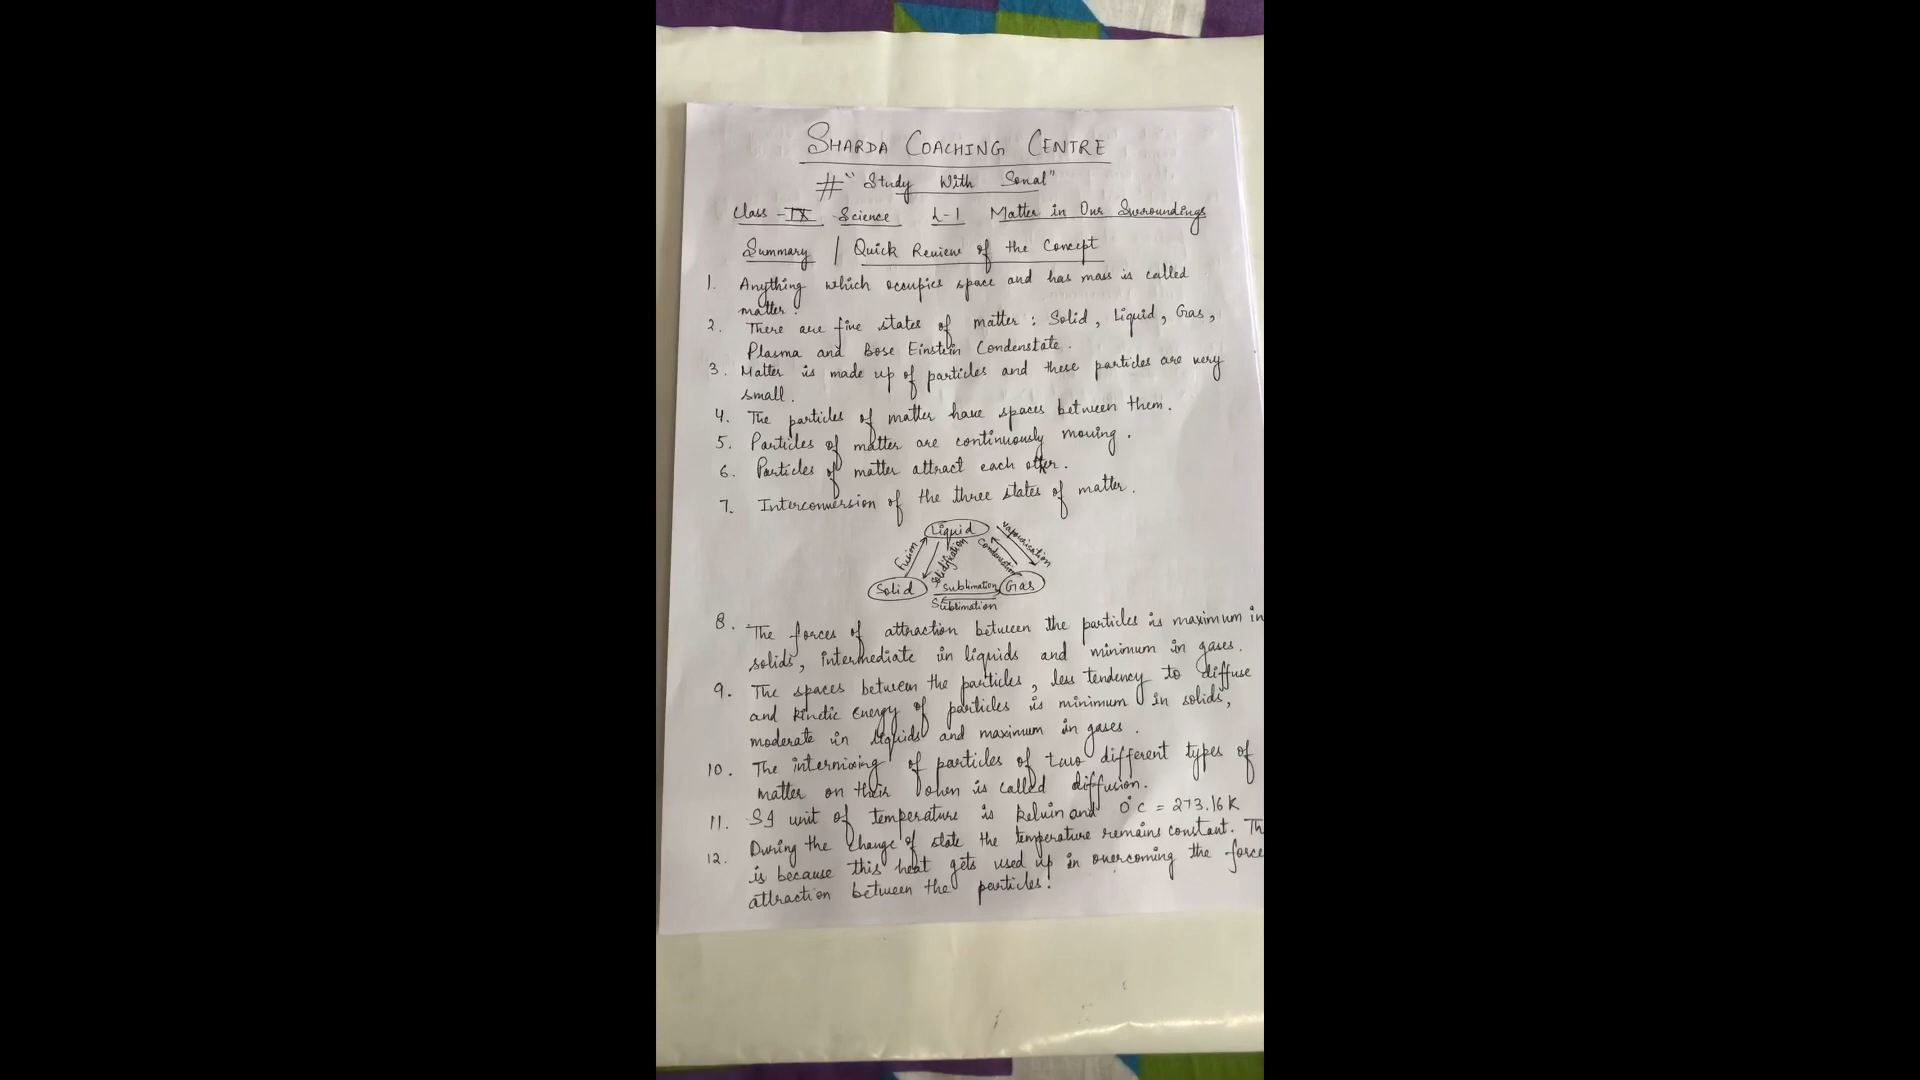 SHARDA COACHING CENTRE
# "Study With Sonal"
Class - IX Science L-1 Matter in Our Surroundings
Summary / Quick Review of the Concept
1. Anything which occupies space and has mass is called
matter.
2. There are five states of matter : Solid, Liquid, Gas,
Plasma and Bose Einstein Condenstate.
3. Matter is made up of particles and these particles are very
small.
4. The particles of matter have spaces between them.
5. Particles of matter are continuously moving.
6. Particles of matter attract each other.
7. Interconversion of the three states of matter.
Liquid
Fusion
Solidification
Condensation
Vapourisation
Solid
Sublimation
Gas
Sublimation
8. The forces of attraction between the particles is maximum in
solids, intermediate in liquids and minimum in gases.
9. The spaces between the particles, less tendency to diffuse
and kinetic energy of particles is minimum in solids,
moderate in liquids and maximum in gases.
10. The intermixing of particles of two different types of
matter on their own is called diffusion.
11. SI unit of temperature is kelvin and 0°C = 273.16K
12. During the change of state the temperature remains constant. Th
is because this heat gets used up in overcoming the force
attraction between the particles.